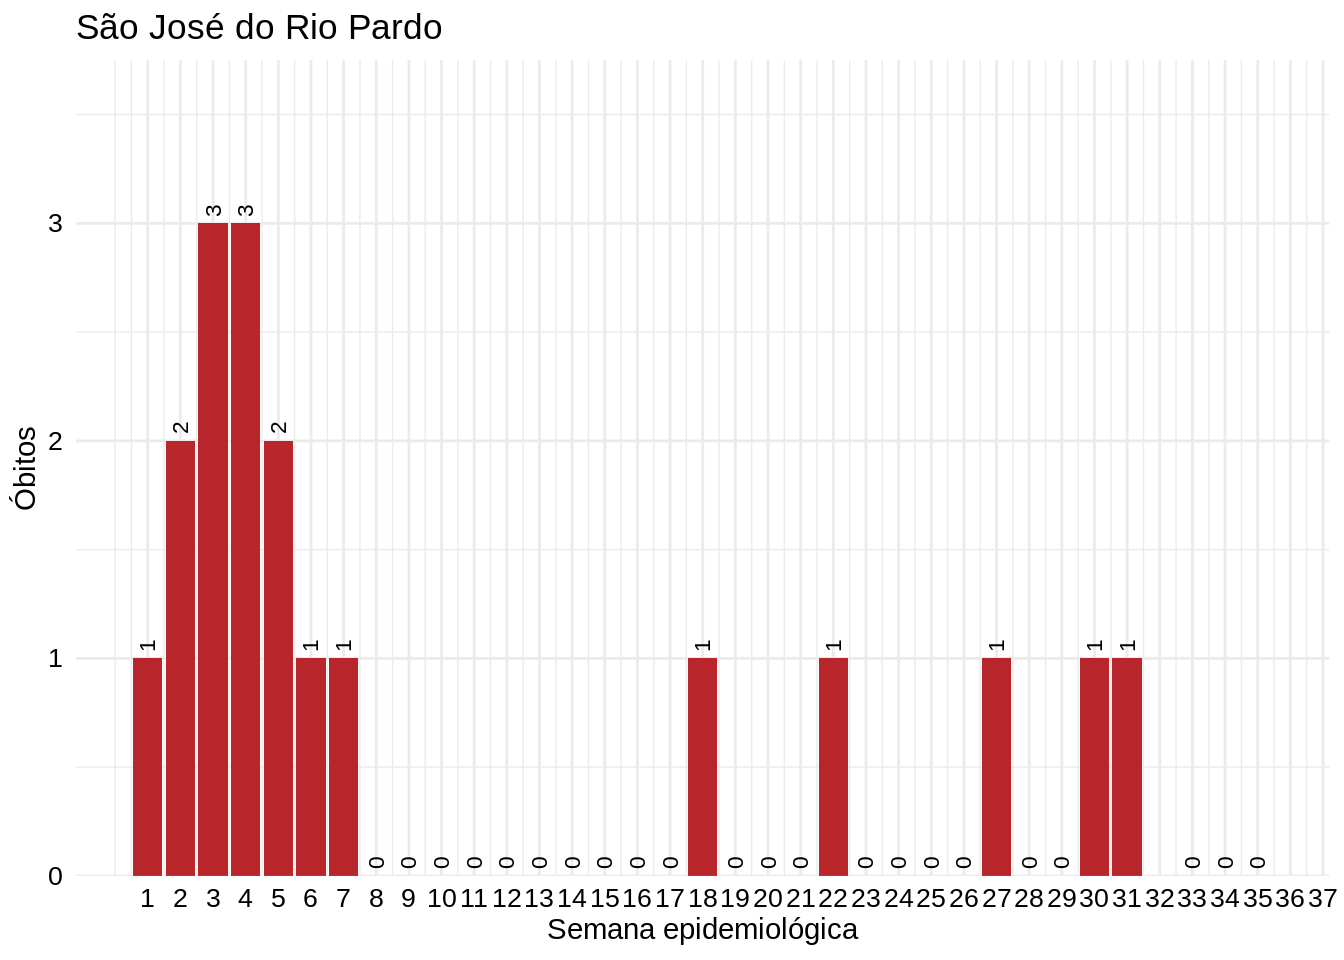 São José do Rio Pardo
Óbitos
3
2
1
0
1 2 3 3 2 1 1 0 0 0 0 0 0 0 0 0 0 1 0 0 0 1 0 0 0 0 1 0 0 1 1 0 0 0
1 2 3 4 5 6 7 8 9 10 11 12 13 14 15 16 17 18 19 20 21 22 23 24 25 26 27 28 29 30 31 32 33 34 35 36 37
Semana epidemiológica